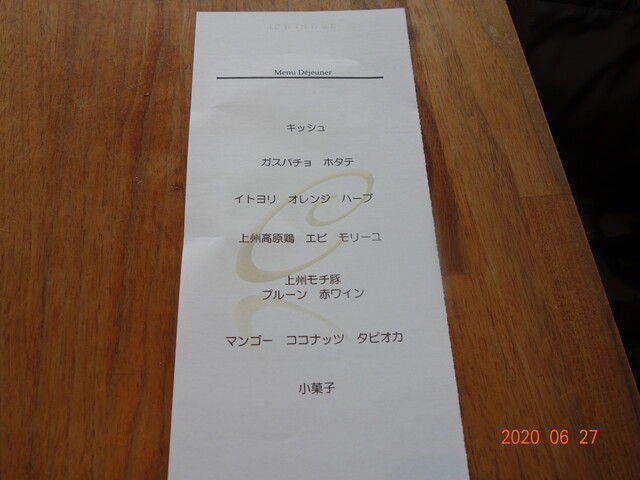 Menu Déjeuner
キッシュ
ガスパチョ ホタテ
イトヨリ オレンジ ハーブ
上州高原鶏 エビ モリーユ
上州モチ豚
プルーン 赤ワイン
マンゴー ココナッツ タピオカ
小菓子
2020 06 27